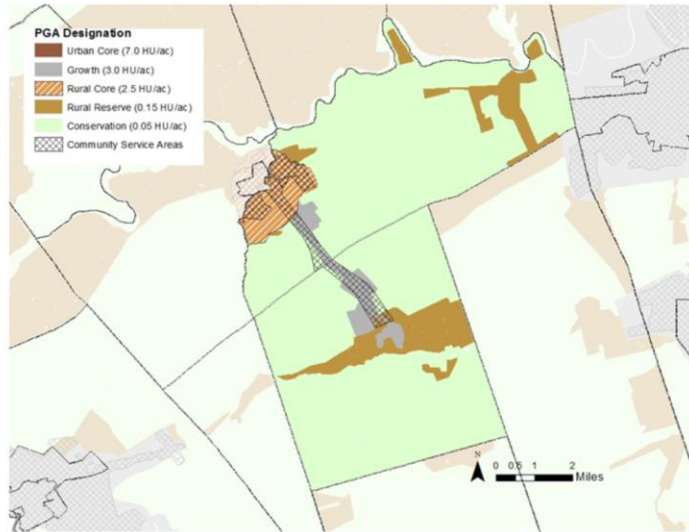 PGA Designation
Urban Core (7.0 HU/ac)
Growth (3.0 HU/ac)
Rural Core (2.5 HU/ac)
Rural Reserve (0.15 HU/ac)
Conservation (0.05 HU/ac)
Community Service Areas
N
0 0.5 1 2
Miles